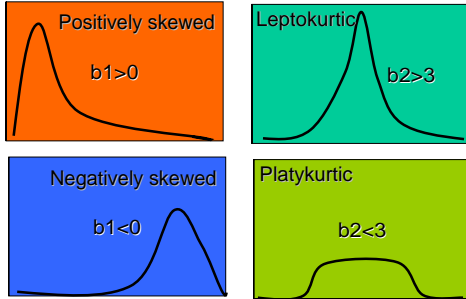 Positively skewed
b1>0
Leptokurtic
b2>3
Negatively skewed
b1<0
Platykurtic
b2<3